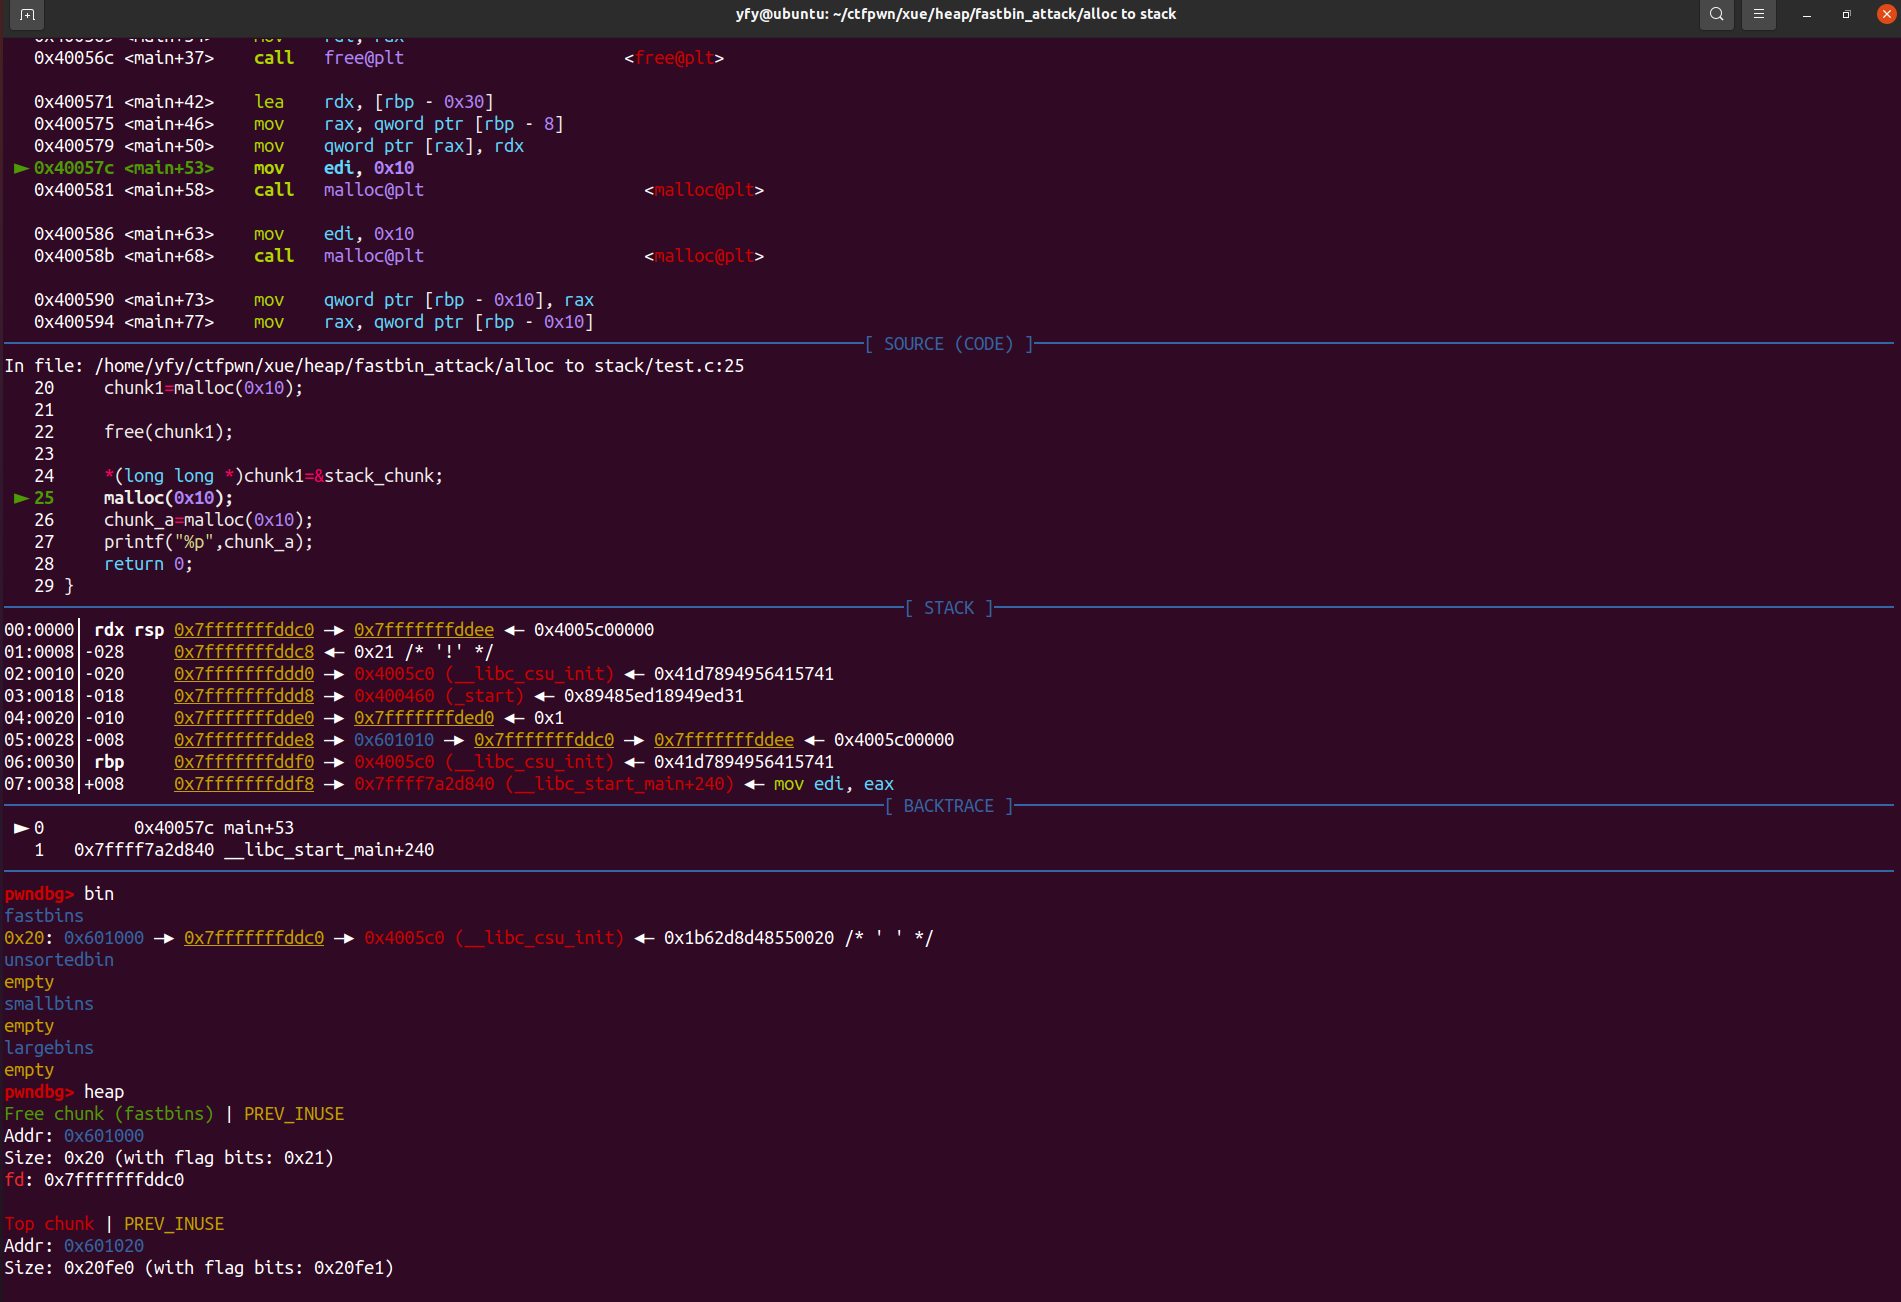 yfy@ubuntu: ~/ctfpwn/xue/heap/fastbin_attack/alloc to stack
0x40056c <main+37>    call   free@plt                      <free@plt>
0x400571 <main+42>    lea    rdx, [rbp - 0x30]
0x400575 <main+46>    mov    rax, qword ptr [rbp - 8]
0x400579 <main+50>    mov    qword ptr [rax], rdx
► 0x40057c <main+53>    mov    edi, 0x10
0x400581 <main+58>    call   malloc@plt                      <malloc@plt>
0x400586 <main+63>    mov    edi, 0x10
0x40058b <main+68>    call   malloc@plt                      <malloc@plt>
0x400590 <main+73>    mov    qword ptr [rbp - 0x10], rax
0x400594 <main+77>    mov    rax, qword ptr [rbp - 0x10]
[ SOURCE (CODE) ]
In file: /home/yfy/ctfpwn/xue/heap/fastbin_attack/alloc to stack/test.c:25
20     chunk1=malloc(0x10);
21
22     free(chunk1);
23
24     *(long long *)chunk1=&stack_chunk;
► 25     malloc(0x10);
26     chunk_a=malloc(0x10);
27     printf("%p",chunk_a);
28     return 0;
29 }
[ STACK ]
00:0000│ rdx rsp 0x7fffffffddc0 —► 0x7fffffffddee ◄— 0x4005c00000
01:0008│-028     0x7fffffffddc8 ◄— 0x21 /* '!' */
02:0010│-020     0x7fffffffddd0 —► 0x4005c0 (__libc_csu_init) ◄— 0x41d7894956415741
03:0018│-018     0x7fffffffddd8 —► 0x400460 (_start) ◄— 0x89485ed18949ed31
04:0020│-010     0x7fffffffdde0 —► 0x7fffffffded0 ◄— 0x1
05:0028│-008     0x7fffffffdde8 —► 0x601010 —► 0x7fffffffddc0 —► 0x7fffffffddee ◄— 0x4005c00000
06:0030│ rbp     0x7fffffffddf0 —► 0x4005c0 (__libc_csu_init) ◄— 0x41d7894956415741
07:0038│+008     0x7fffffffddf8 —► 0x7ffff7a2d840 (__libc_start_main+240) ◄— mov edi, eax
[ BACKTRACE ]
► 0         0x40057c main+53
1   0x7ffff7a2d840 __libc_start_main+240
pwndbg> bin
fastbins
0x20: 0x601000 —► 0x7fffffffddc0 —► 0x4005c0 (__libc_csu_init) ◄— 0x1b62d8d48550020 /* ' ' */
unsortedbin
empty
smallbins
empty
largebins
empty
pwndbg> heap
Free chunk (fastbins) | PREV_INUSE
Addr: 0x601000
Size: 0x20 (with flag bits: 0x21)
fd: 0x7fffffffddc0
Top chunk | PREV_INUSE
Addr: 0x601020
Size: 0x20fe0 (with flag bits: 0x20fe1)